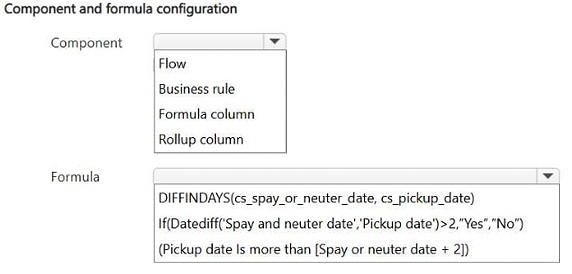 Component and formula configuration
Component
Flow
Business rule
Formula column
Rollup column
Formula
DIFFINDAYS(cs_spay_or_neuter_date, cs_pickup_date)
If(Datediff('Spay and neuter date','Pickup date')>2,"Yes","No")
(Pickup date Is more than [Spay or neuter date + 2])